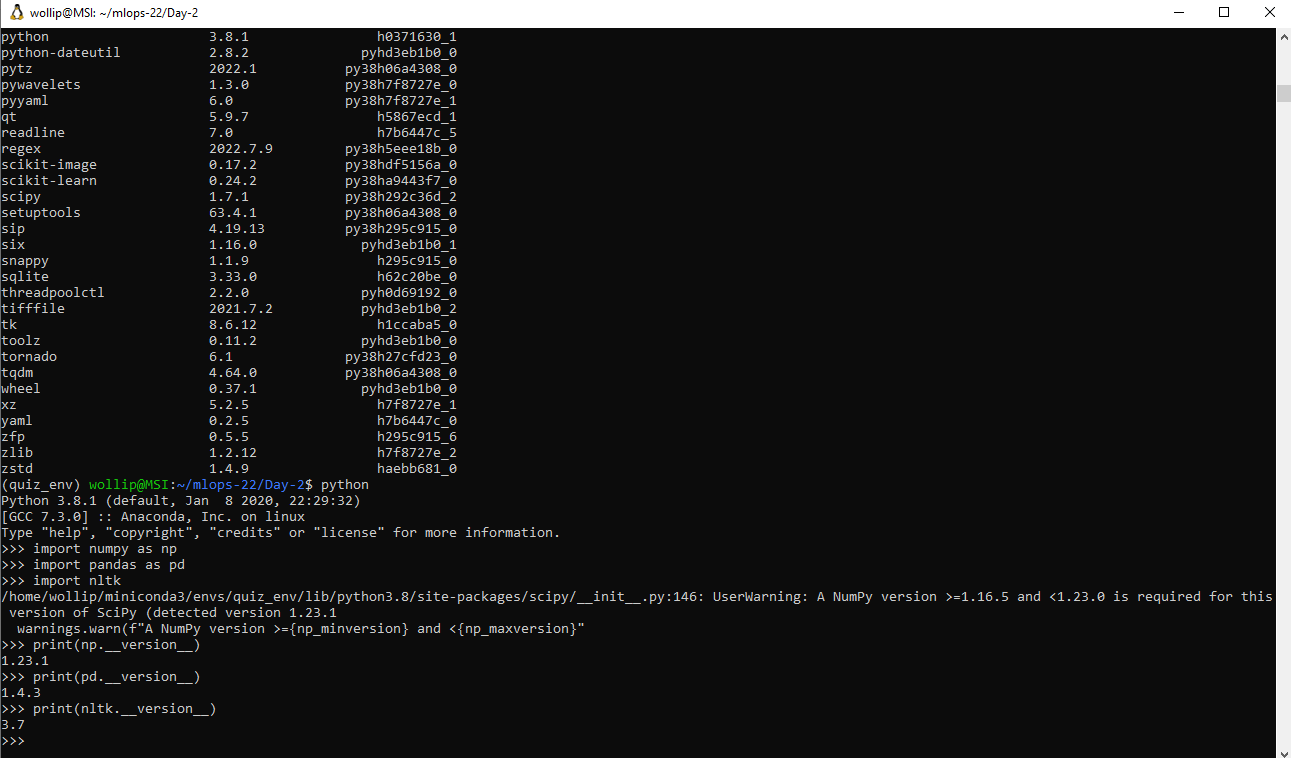 wollip@MSI: ~/mlops-22/Day-2
python                    3.8.1                h0371630_1
python-dateutil           2.8.2              pyhd3eb1b0_0
pytz                      2022.1           py38h06a4308_0
pywavelets                1.3.0            py38h7f8727e_0
pyyaml                    6.0              py38h7f8727e_1
qt                        5.9.7                h5867ecd_1
readline                  7.0                  h7b6447c_5
regex                     2022.7.9         py38h5eee18b_0
scikit-image              0.17.2           py38hdf5156a_0
scikit-learn              0.24.2           py38ha9443f7_0
scipy                     1.7.1            py38h292c36d_2
setuptools                63.4.1           py38h06a4308_0
sip                       4.19.13          py38h295c915_0
six                       1.16.0             pyhd3eb1b0_1
snappy                    1.1.9                h295c915_0
sqlite                    3.33.0               h62c20be_0
threadpoolctl             2.2.0              pyh0d69192_0
tifffile                  2021.7.2           pyhd3eb1b0_2
tk                        8.6.12               h1ccaba5_0
toolz                     0.11.2             pyhd3eb1b0_0
tornado                   6.1              py38h27cfd23_0
tqdm                      4.64.0           py38h06a4308_0
wheel                     0.37.1             pyhd3eb1b0_0
xz                        5.2.5                h7f8727e_1
yaml                      0.2.5                h7b6447c_0
zfp                       0.5.5                h295c915_6
zlib                      1.2.12               h7f8727e_2
zstd                      1.4.9                haebb681_0
(quiz_env) wollip@MSI:~/mlops-22/Day-2$ python
Python 3.8.1 (default, Jan  8 2020, 22:29:32)
[GCC 7.3.0] :: Anaconda, Inc. on linux
Type "help", "copyright", "credits" or "license" for more information.
>>> import numpy as np
>>> import pandas as pd
>>> import nltk
/home/wollip/miniconda3/envs/quiz_env/lib/python3.8/site-packages/scipy/__init__.py:146: UserWarning: A NumPy version >=1.16.5 and <1.23.0 is required for this
 version of SciPy (detected version 1.23.1
  warnings.warn(f"A NumPy version >={np_minversion} and <{np_maxversion}"
>>> print(np.__version__)
1.23.1
>>> print(pd.__version__)
1.4.3
>>> print(nltk.__version__)
3.7
>>>